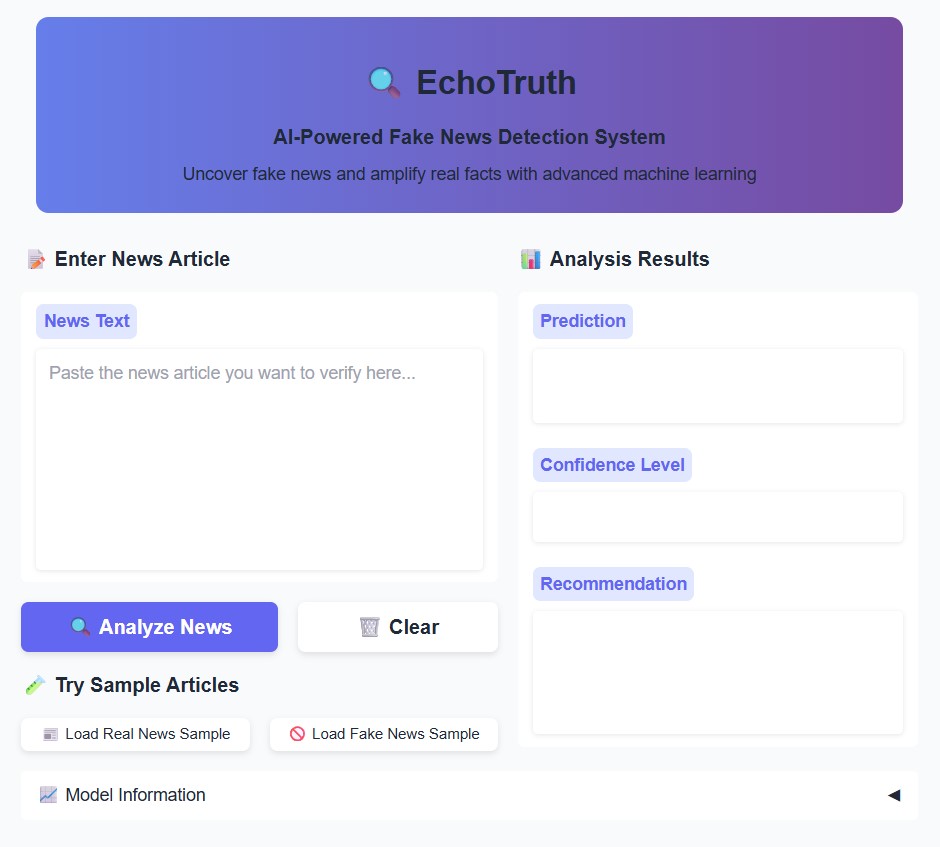 EchoTruth
AI-Powered Fake News Detection System
Uncover fake news and amplify real facts with advanced machine learning
Enter News Article
News Text
Paste the news article you want to verify here...
Analyze News
Clear
Try Sample Articles
Load Real News Sample
Load Fake News Sample
Analysis Results
Prediction
Confidence Level
Recommendation
Model Information